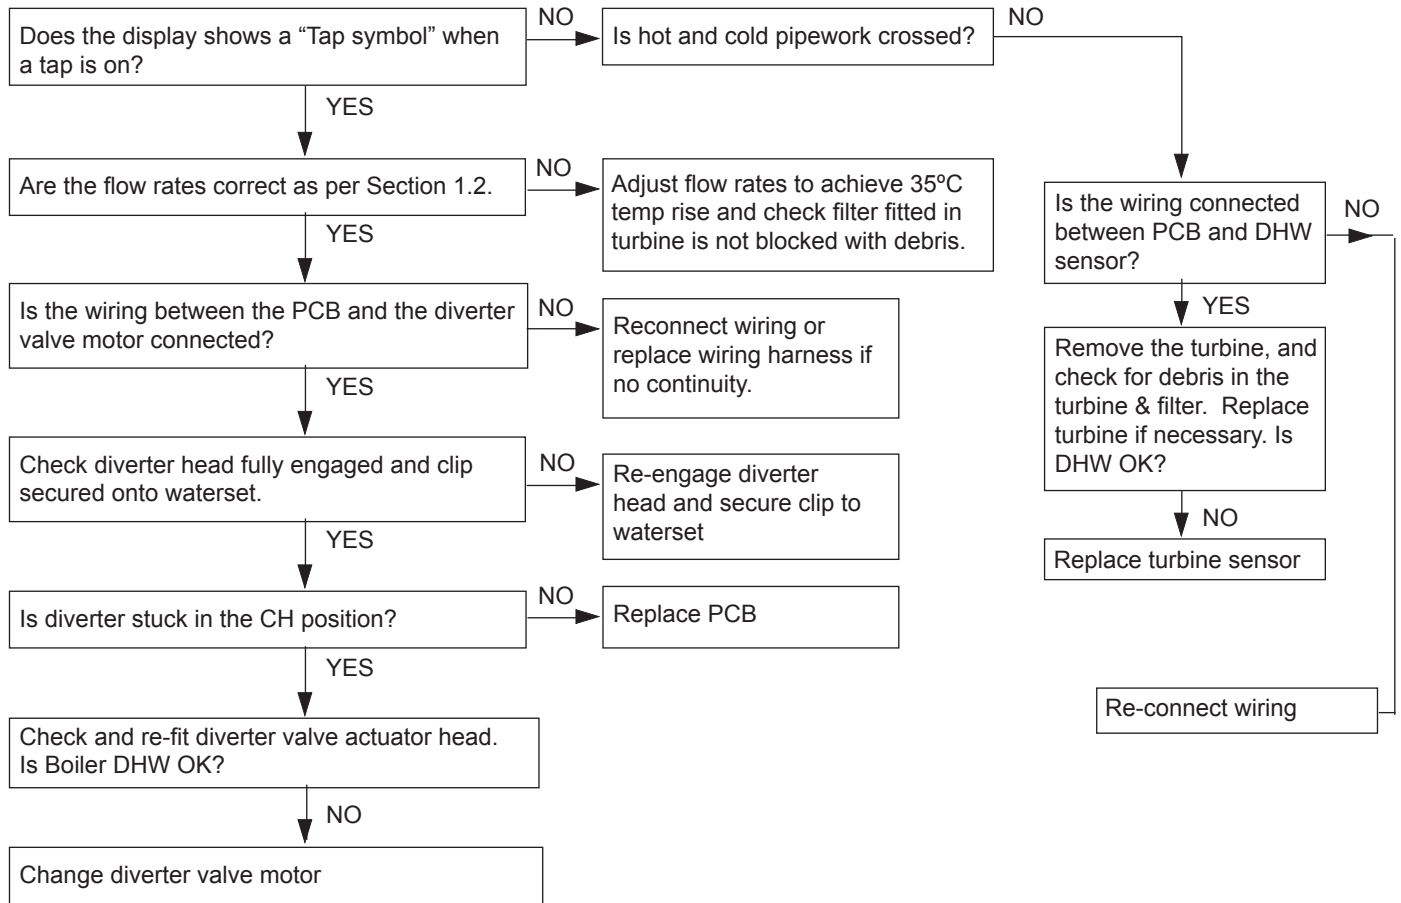 Does the display shows a “Tap symbol” when
a tap is on?
NO
Is hot and cold pipework crossed?
NO
YES
Are the flow rates correct as per Section 1.2.
NO
Adjust flow rates to achieve 35ºC
temp rise and check filter fitted in
turbine is not blocked with debris.
YES
Is the wiring connected
between PCB and DHW
sensor?
NO
YES
Is the wiring between the PCB and the diverter
valve motor connected?
NO
Reconnect wiring or
replace wiring harness if
no continuity.
YES
Remove the turbine, and
check for debris in the
turbine & filter.  Replace
turbine if necessary. Is
DHW OK?
NO
Replace turbine sensor
Check diverter head fully engaged and clip
secured onto waterset.
NO
Re-engage diverter
head and secure clip to
waterset
YES
Is diverter stuck in the CH position?
NO
Replace PCB
YES
Re-connect wiring
Check and re-fit diverter valve actuator head.
Is Boiler DHW OK?
NO
Change diverter valve motor